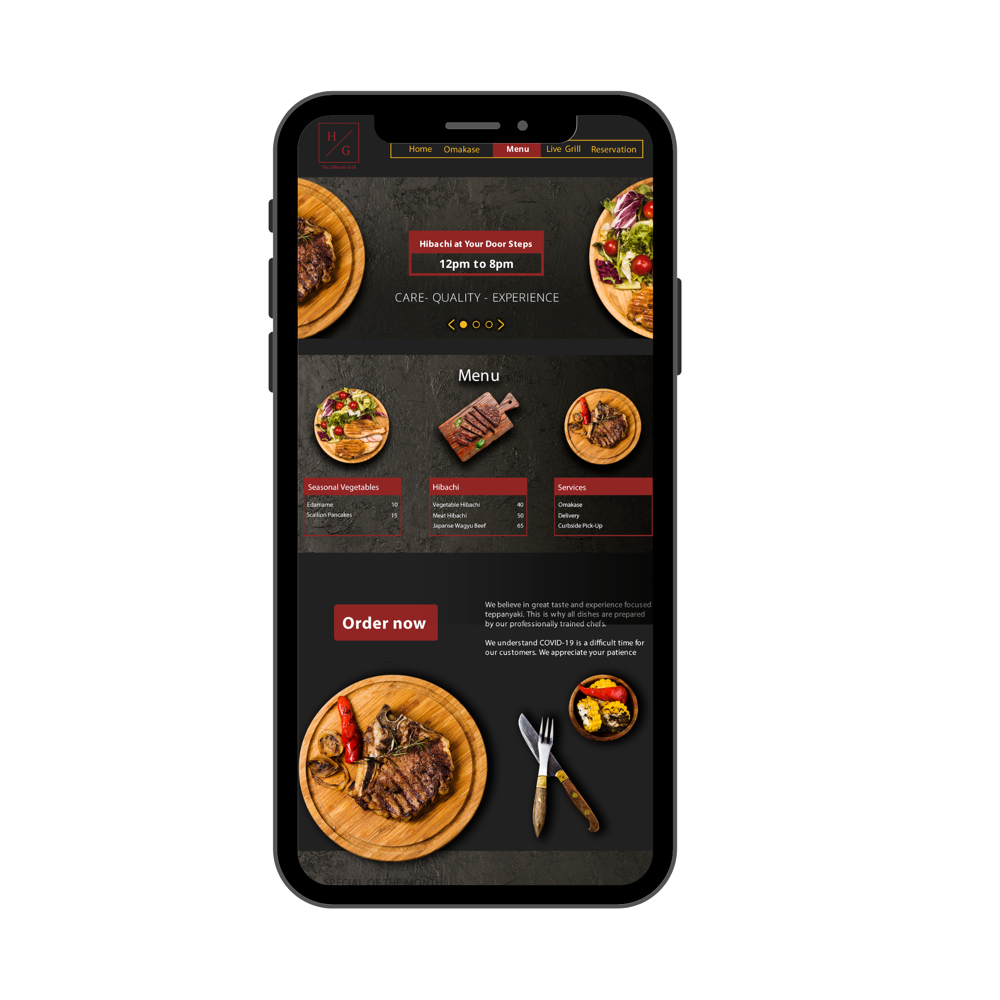 H
G
The Hibachi Grill
Home Omakase Menu Live Grill Reservation
Hibachi at Your Door Steps
12pm to 8pm
CARE- QUALITY - EXPERIENCE
Menu
Seasonal Vegetables
Edamame 10
Scallion Pancakes 15
Hibachi
Vegetable Hibachi 40
Meat Hibachi 50
Japanse Wagyu Beef 65
Services
Omakase
Delivery
Curbside Pick-Up
Order now
We believe in great taste and experience focused
teppanyaki. This is why all dishes are prepared
by our professionally trained chefs.
We understand COVID-19 is a difficult time for
our customers. We appreciate your patience
SPECIAL OF THE MONTH